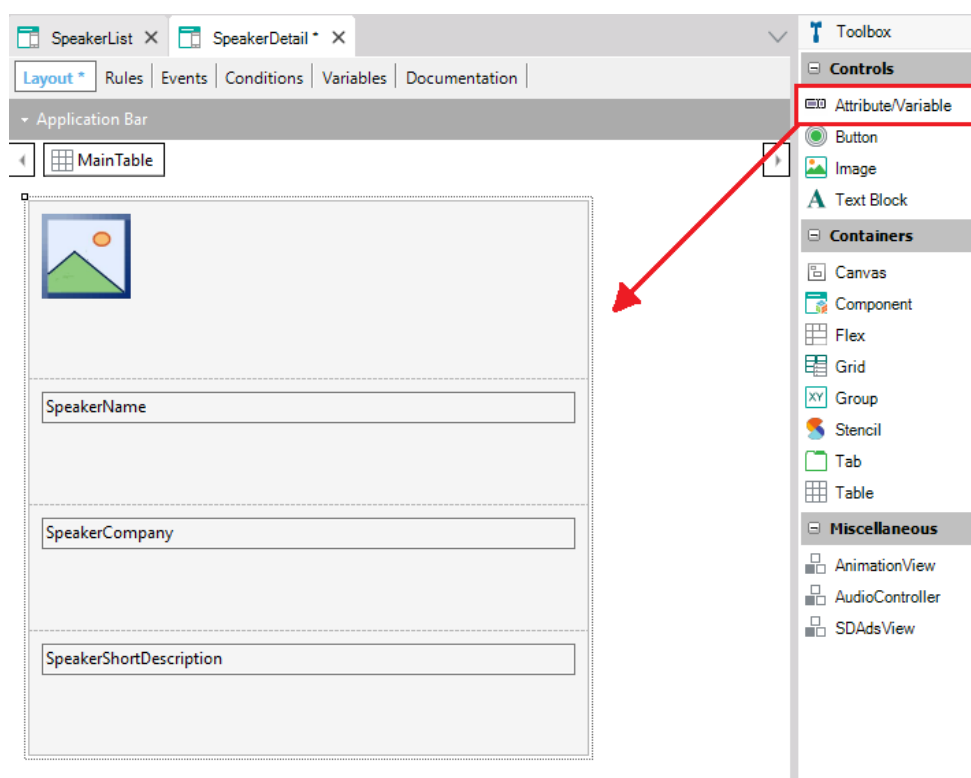 SpeakerList
SpeakerDetail *
Layout *
Rules
Events
Conditions
Variables
Documentation
Application Bar
MainTable
SpeakerName
SpeakerCompany
SpeakerShortDescription
Toolbox
Controls
Attribute/Variable
Button
Image
A Text Block
Containers
Canvas
Component
Flex
Grid
XY Group
Stencil
Tab
Table
Miscellaneous
AnimationView
AudioController
SDAdsView